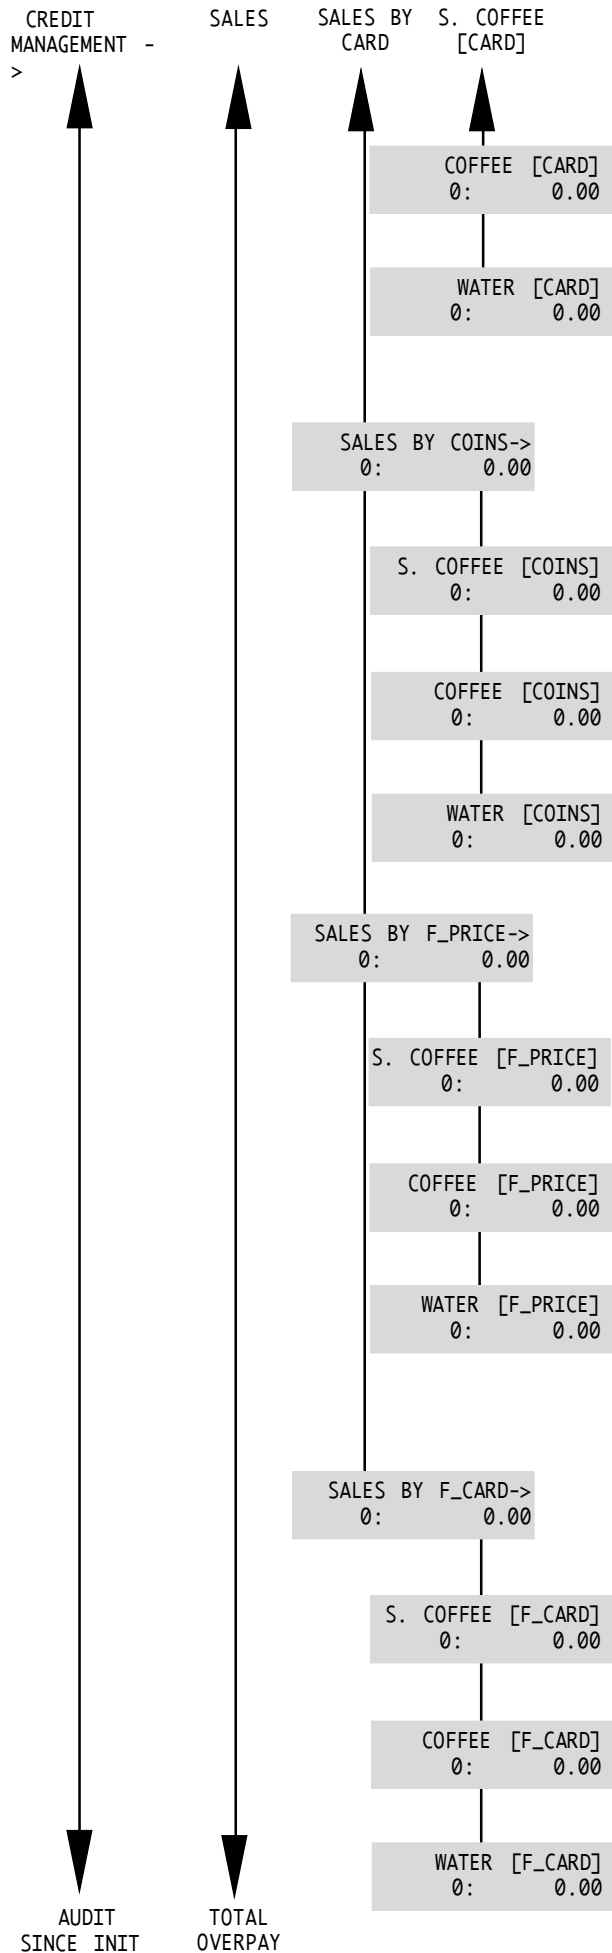 CREDIT
MANAGEMENT -
>
SALES
SALES BY
CARD
S. COFFEE
[CARD]
COFFEE [CARD]
0: 0.00
WATER [CARD]
0: 0.00
SALES BY COINS->
0: 0.00
S. COFFEE [COINS]
0: 0.00
COFFEE [COINS]
0: 0.00
WATER [COINS]
0: 0.00
SALES BY F_PRICE->
0: 0.00
S. COFFEE [F_PRICE]
0: 0.00
COFFEE [F_PRICE]
0: 0.00
WATER [F_PRICE]
0: 0.00
SALES BY F_CARD->
0: 0.00
S. COFFEE [F_CARD]
0: 0.00
COFFEE [F_CARD]
0: 0.00
WATER [F_CARD]
0: 0.00
AUDIT
SINCE INIT
TOTAL
OVERPAY